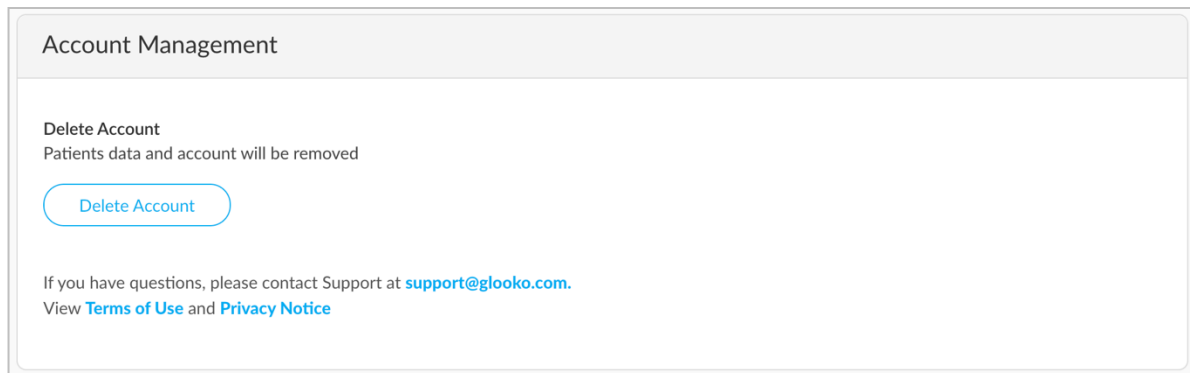 Account Management
Delete Account
Patients data and account will be removed
Delete Account
If you have questions, please contact Support at support@glooko.com.
View Terms of Use and Privacy Notice